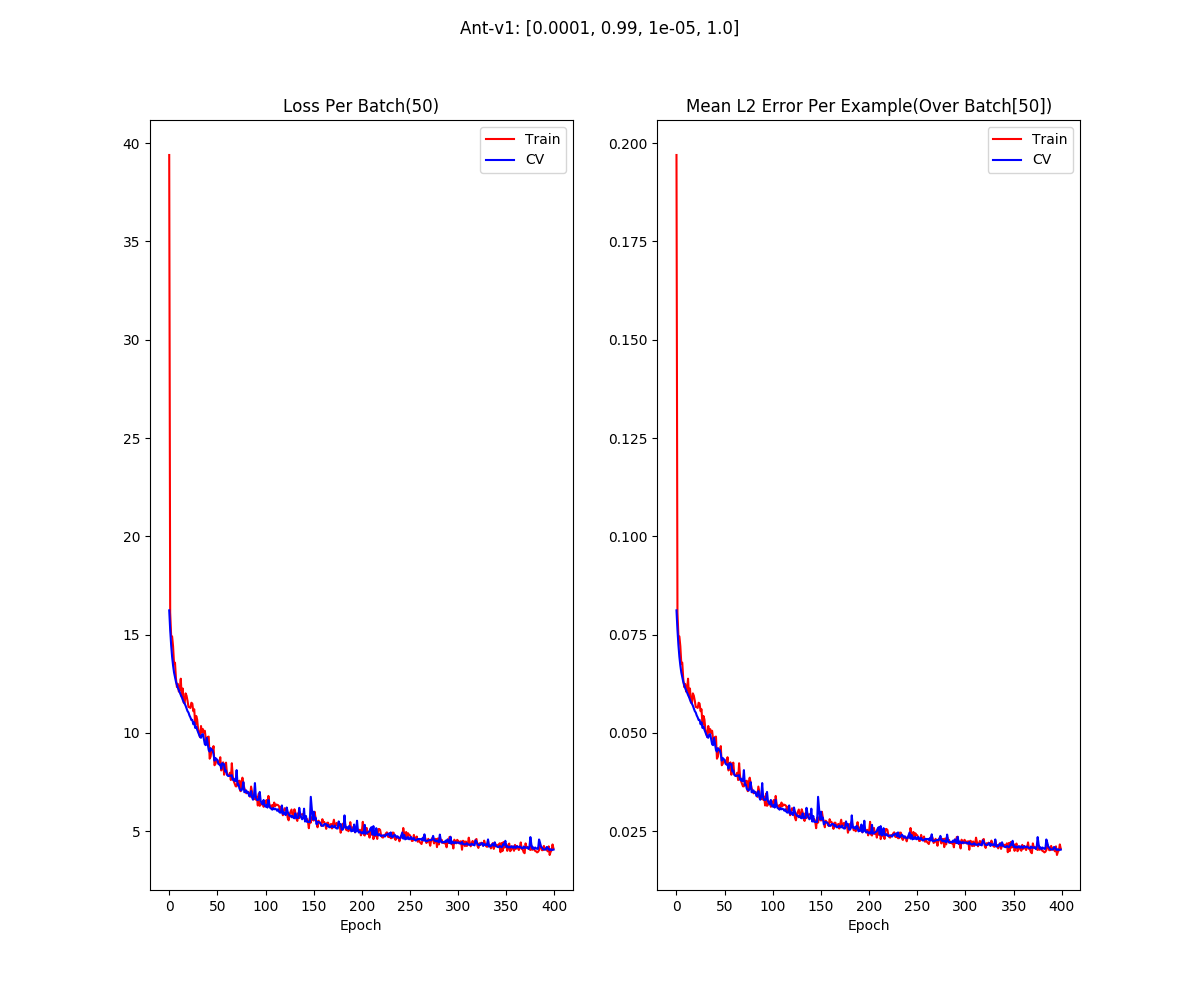 Ant-v1: [0.0001, 0.99, 1e-05, 1.0]
Loss Per Batch(50)
Train
CV
40
35
30
25
20
15
10
5
0 50 100 150 200 250 300 350 400
Epoch
Mean L2 Error Per Example(Over Batch[50])
Train
CV
0.200
0.175
0.150
0.125
0.100
0.075
0.050
0.025
0 50 100 150 200 250 300 350 400
Epoch